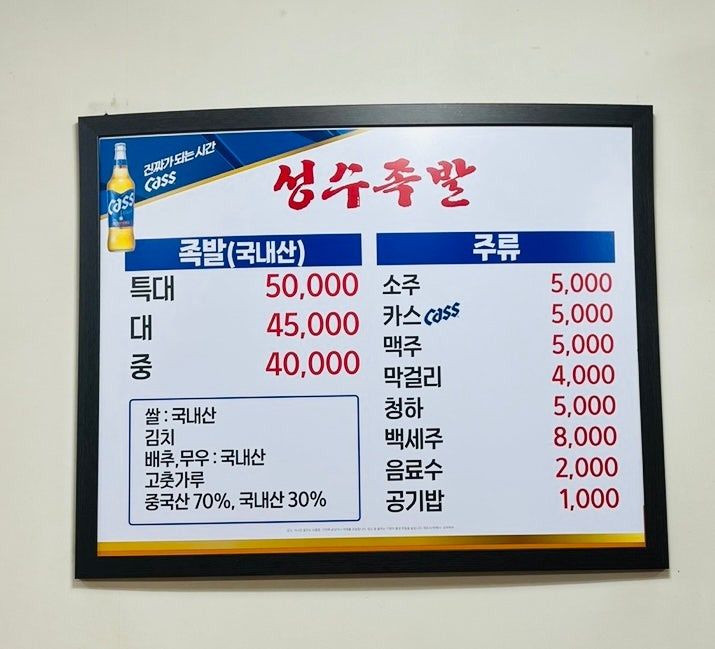 진짜가 되는 시간
Cass
Cass
성수족발
족발(국내산)
특대 50,000
대 45,000
중 40,000
쌀 : 국내산
김치
배추,무우 : 국내산
고춧가루
중국산 70%, 국내산 30%
주류
소주 5,000
카스 Cass 5,000
맥주 5,000
막걸리 4,000
청하 5,000
백세주 8,000
음료수 2,000
공기밥 1,000